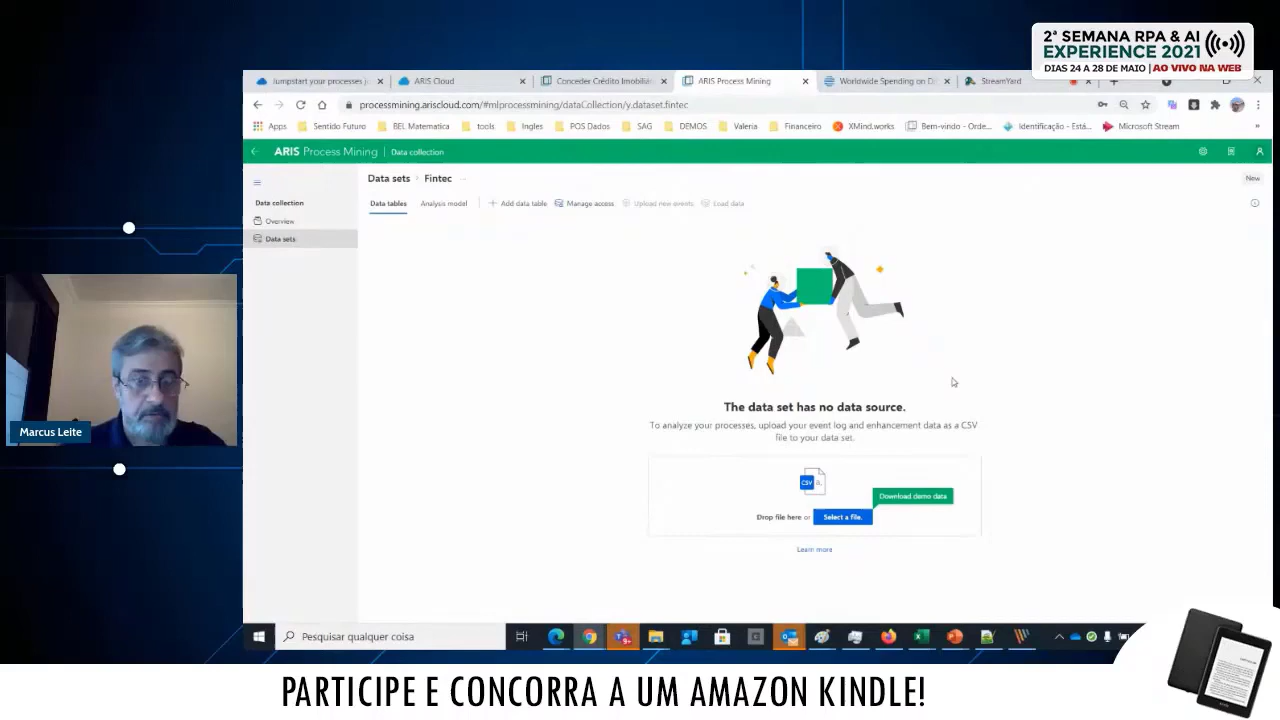 2ª SEMANA RPA & AI
EXPERIENCE 2021
DIAS 24 A 28 DE MAIO | AO VIVO NA WEB
Jumpstart your processes
ARIS Cloud
Conceder Crédito Imobiliár
ARIS Process Mining
Worldwide Spending on Di
StreamYard
processmining.ariscloud.com/#mlprocessmining/dataCollection/y.dataset.fintec
Apps
Sentido Futuro
BEL Matematica
tools
Ingles
POS Dados
SAG
DEMOS
Valeria
Financeiro
XMind.works
Bem-vindo - Orde...
Identificação - Está...
Microsoft Stream
ARIS Process Mining | Data collection
Data sets Fintec
New
Data collection
Overview
Data sets
Data tables
Analysis model
Add data table
Manage access
Upload new events
Load data
The data set has no data source.
To analyze your processes, upload your event log and enhancement data as a CSV
file to your data set.
CSV a,
Download demo data
Drop file here or Select a file.
Learn more
Marcus Leite
Pesquisar qualquer coisa
PARTICIPE E CONCORRA A UM AMAZON KINDLE!